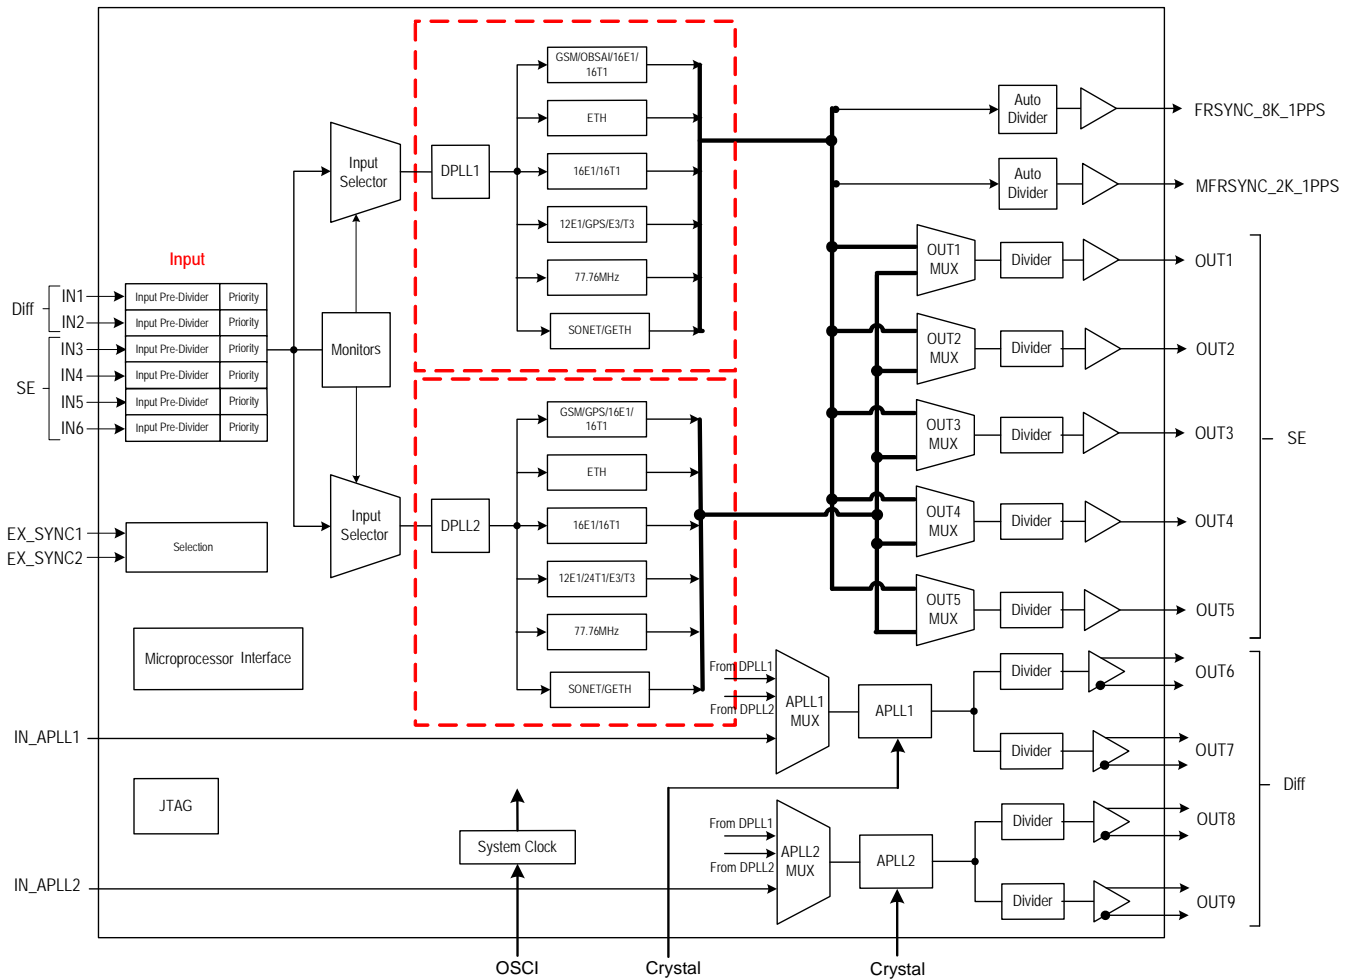 GSM/OBSAI/16E1/
16T1
ETH
16E1/16T1
12E1/GPS/E3/T3
77.76MHz
SONET/GETH
Input
Selector
DPLL1
Auto
Divider
FRSYNC_8K_1PPS
Auto
Divider
MFRSYNC_2K_1PPS
Input
Diff
IN1
Input Pre-Divider
Priority
IN2
Input Pre-Divider
Priority
SE
IN3
Input Pre-Divider
Priority
IN4
Input Pre-Divider
Priority
IN5
Input Pre-Divider
Priority
IN6
Input Pre-Divider
Priority
Monitors
OUT1
MUX
Divider
OUT1
OUT2
MUX
Divider
OUT2
OUT3
MUX
Divider
OUT3
SE
OUT4
MUX
Divider
OUT4
OUT5
MUX
Divider
OUT5
GSM/GPS/16E1/
16T1
ETH
16E1/16T1
12E1/24T1/E3/T3
77.76MHz
SONET/GETH
Input
Selector
DPLL2
EX_SYNC1
EX_SYNC2
Selection
Microprocessor Interface
From DPLL1
From DPLL2
APLL1
MUX
APLL1
Divider
OUT6
IN_APLL1
Divider
OUT7
Diff
JTAG
System Clock
From DPLL1
From DPLL2
APLL2
MUX
APLL2
Divider
OUT8
IN_APLL2
Divider
OUT9
OSCI
Crystal
Crystal